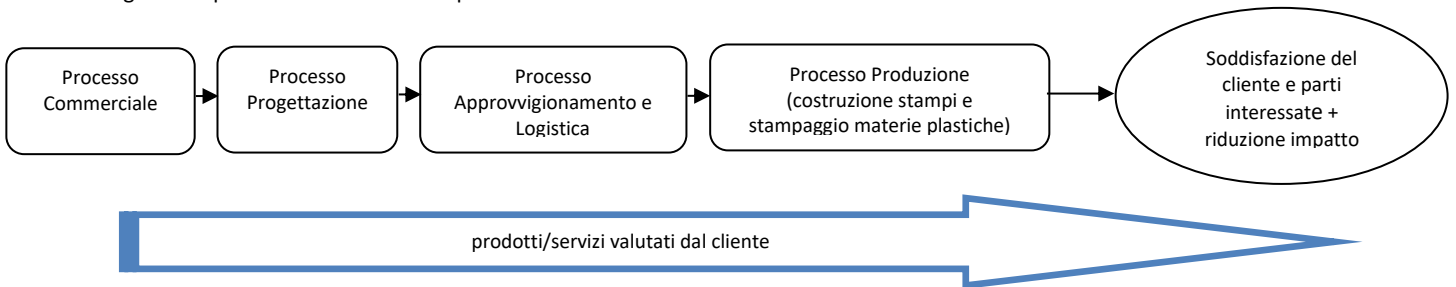 Processo
Commerciale
Processo
Progettazione
Processo
Approvvigionamento e
Logistica
Processo Produzione
(costruzione stampi e
stampaggio materie plastiche)
Soddisfazione del
cliente e parti
interessate +
riduzione impatto
prodotti/servizi valutati dal cliente